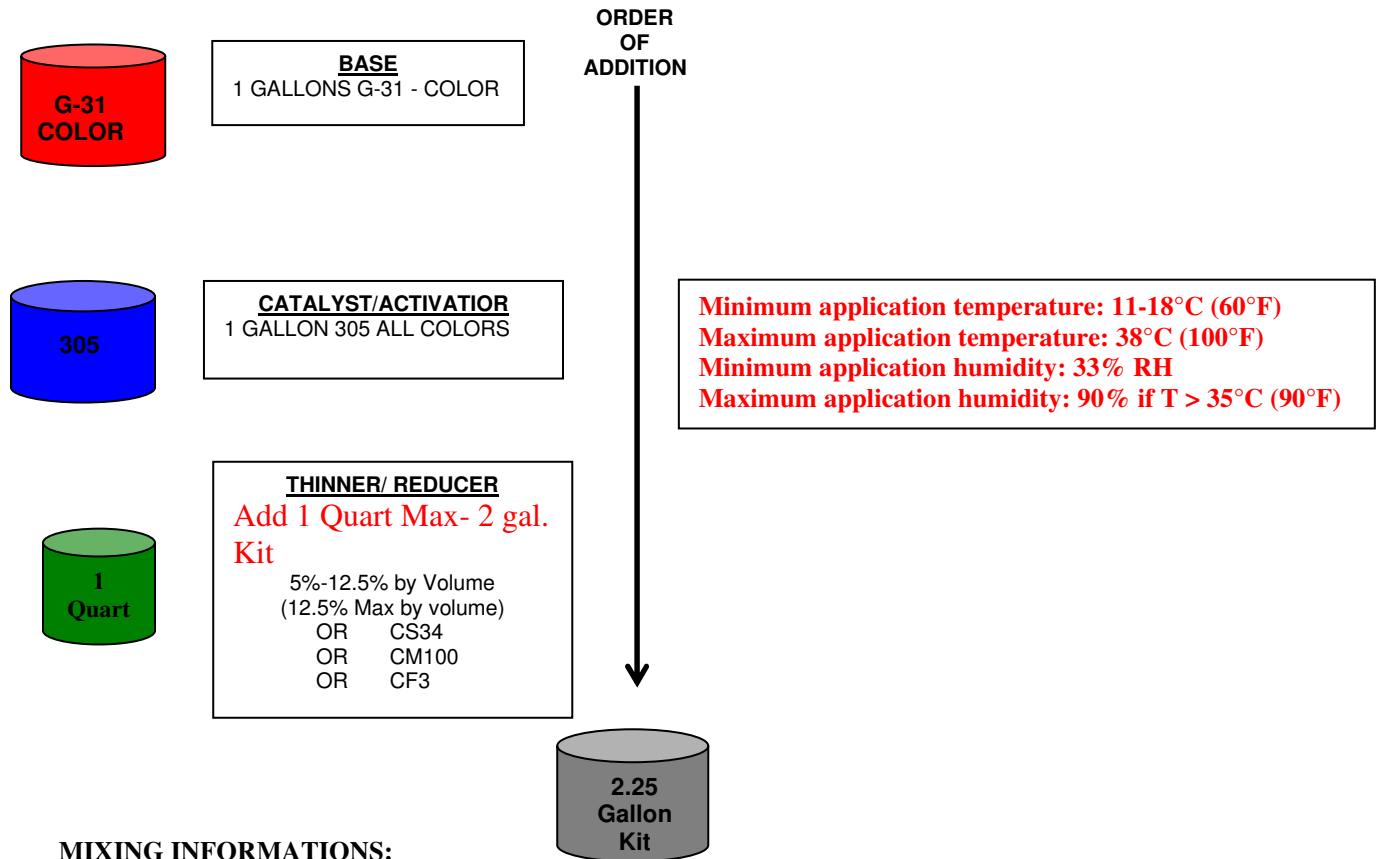 ORDER
OF
ADDITION
G-31
COLOR
BASE
1 GALLONS G-31 - COLOR
305
CATALYST/ACTIVATIOR
1 GALLON 305 ALL COLORS
Minimum application temperature: 11-18°C (60°F)
Maximum application temperature: 38°C (100°F)
Minimum application humidity: 33% RH
Maximum application humidity: 90% if T > 35°C (90°F)
1
Quart
THINNER/ REDUCER
Add 1 Quart Max- 2 gal.
Kit
5%-12.5% by Volume
(12.5% Max by volume)
OR CS34
OR CM100
OR CF3
2.25
Gallon
Kit
MIXING INFORMATIONS: